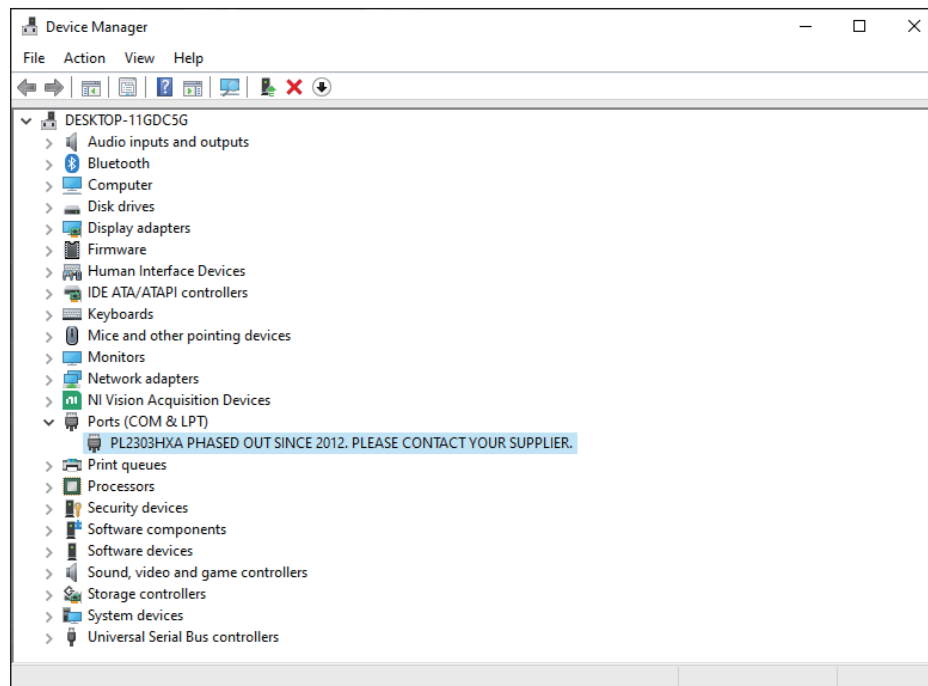 Device Manager
File Action View Help
DESKTOP-11GDC5G
Audio inputs and outputs
Bluetooth
Computer
Disk drives
Display adapters
Firmware
Human Interface Devices
IDE ATA/ATAPI controllers
Keyboards
Mice and other pointing devices
Monitors
Network adapters
NI Vision Acquisition Devices
Ports (COM & LPT)
PL2303HXA PHASED OUT SINCE 2012. PLEASE CONTACT YOUR SUPPLIER.
Print queues
Processors
Security devices
Software components
Software devices
Sound, video and game controllers
Storage controllers
System devices
Universal Serial Bus controllers